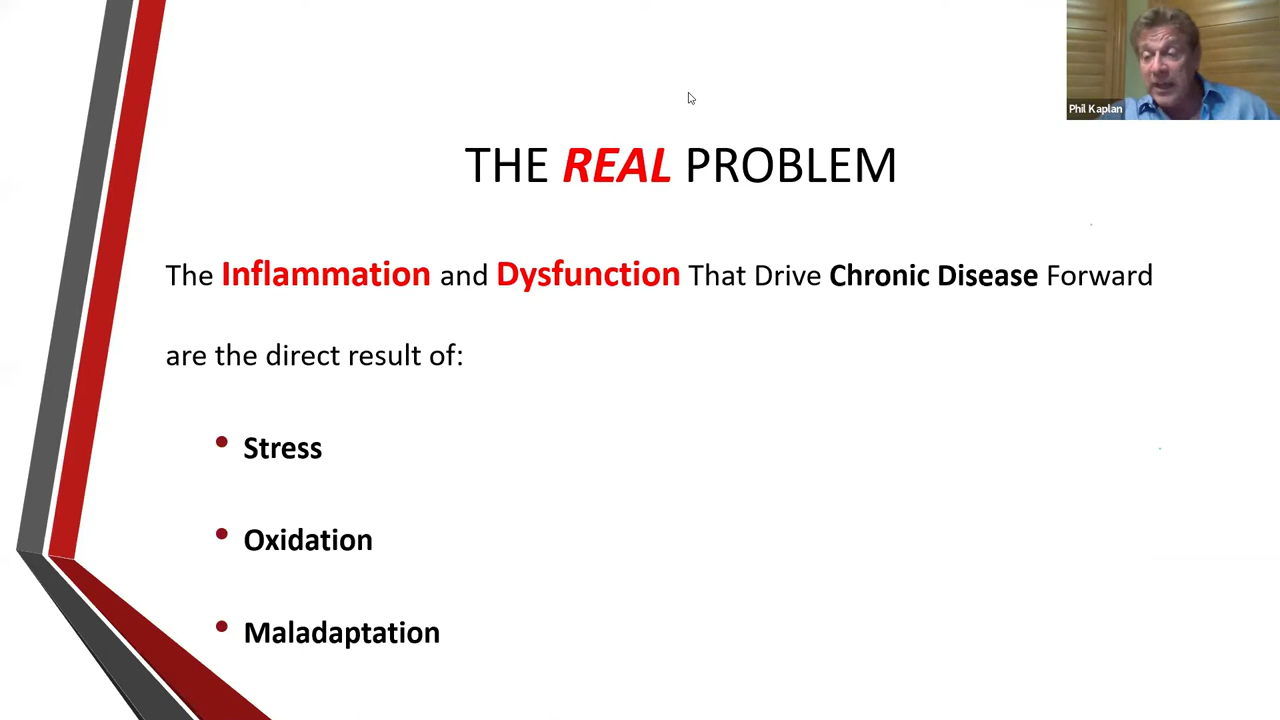 Phil Kaplan
THE REAL PROBLEM
The Inflammation and Dysfunction That Drive Chronic Disease Forward
are the direct result of:
• Stress
• Oxidation
• Maladaptation